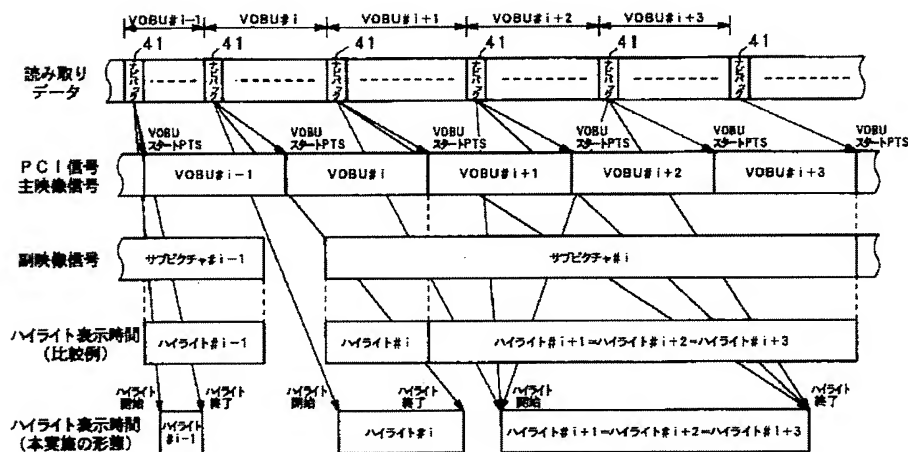 VOBU#i-1 VOBU#i VOBU#i+1 VOBU#i+2 VOBU#i+3
41 41 41 41 41 41
読み取り
データ
ナビパック ナビパック ナビパック ナビパック ナビパック ナビパック
VOBU スタートPTS VOBU スタートPTS VOBU スタートPTS VOBU スタートPTS VOBU スタートPTS VOBU スタートPTS
PCI信号
主映像信号
VOBU#i-1 VOBU#i VOBU#i+1 VOBU#i+2 VOBU#i+3
副映像信号
サブピクチャ#i-1 サブピクチャ#i
ハイライト表示時間
(比較例)
ハイライト#i-1 ハイライト#i ハイライト#i+1=ハイライト#i+2=ハイライト#i+3
ハイライト開始 ハイライト終了 ハイライト開始 ハイライト終了 ハイライト開始 ハイライト終了
ハイライト表示時間
(本実施の形態)
ハイライト#i-1 ハイライト#i ハイライト#i+1=ハイライト#i+2=ハイライト#i+3